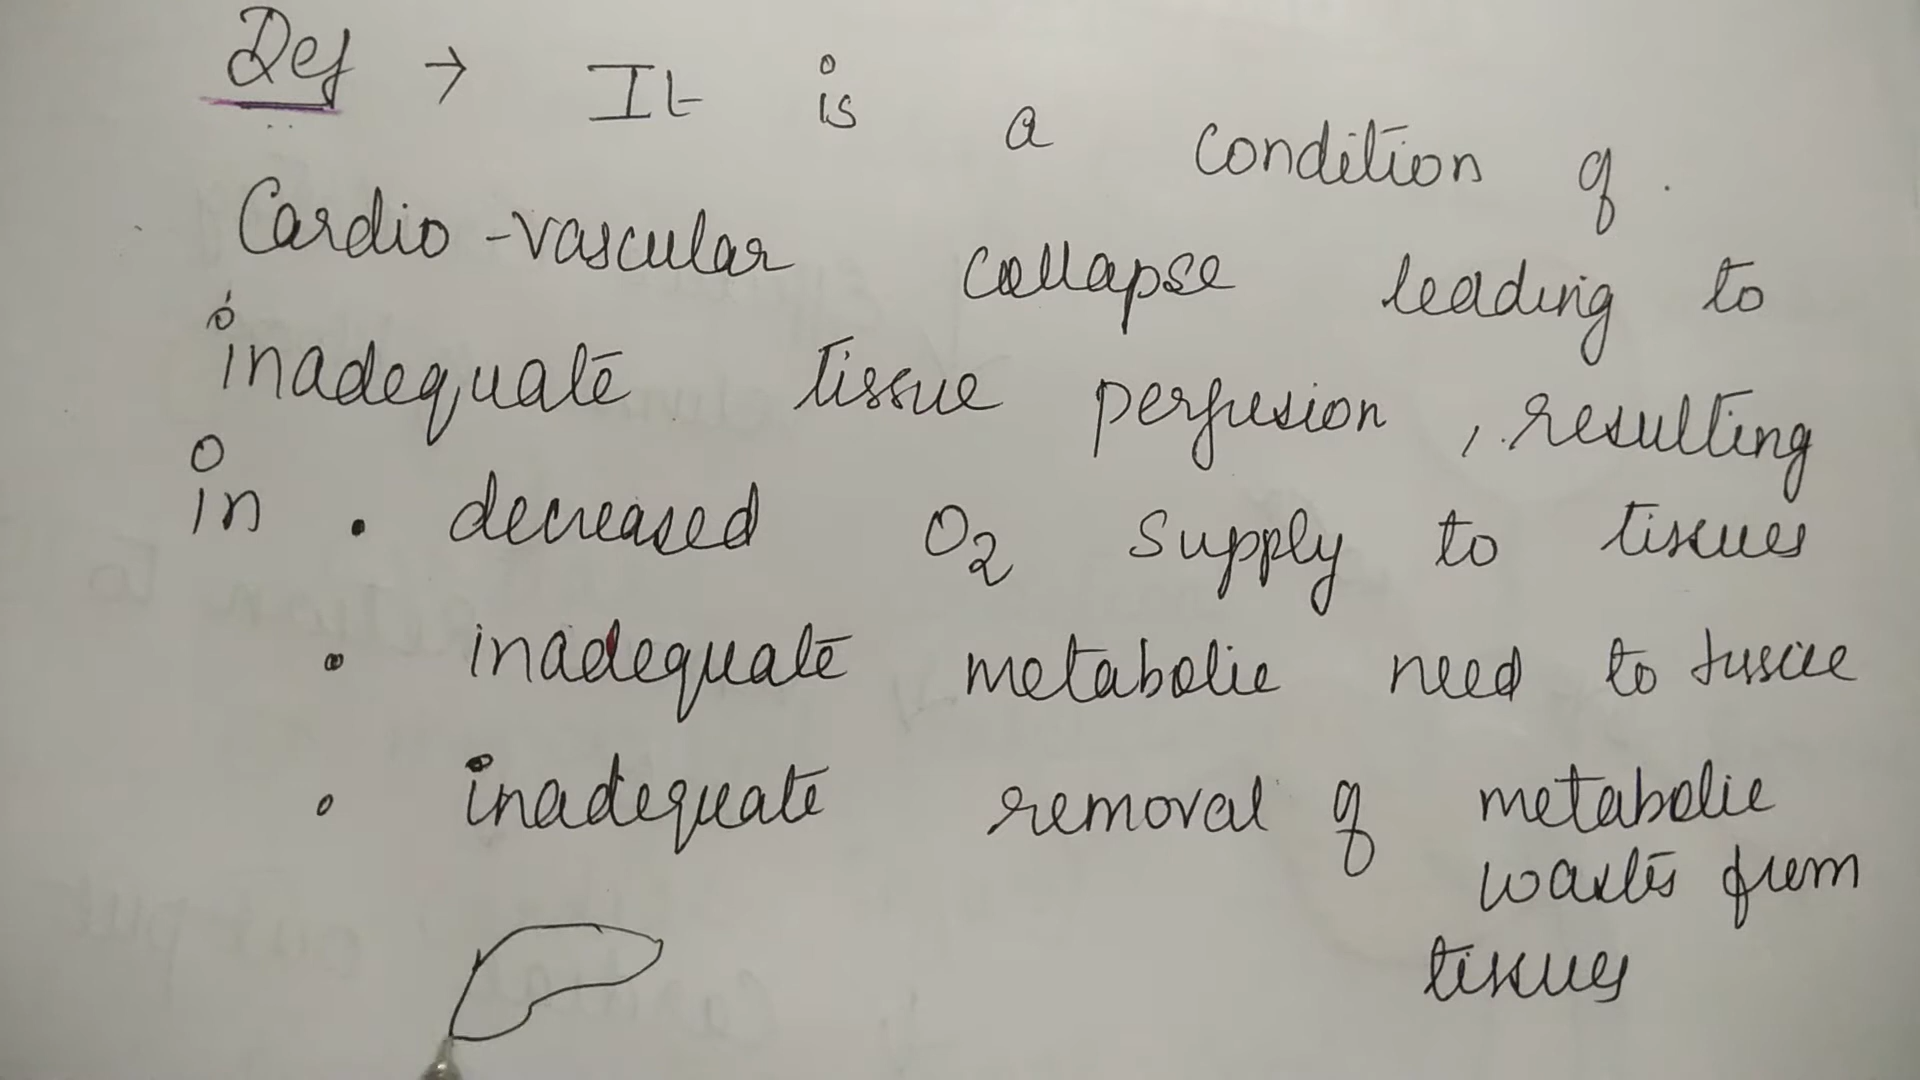 Def → It is a condition of
Cardio-vascular collapse leading to
inadequate tissue perfusion, resulting
in • decreased O₂ supply to tissues
• inadequate metabolic need to tissue
• inadequate removal of metabolic
wastes from
tissues